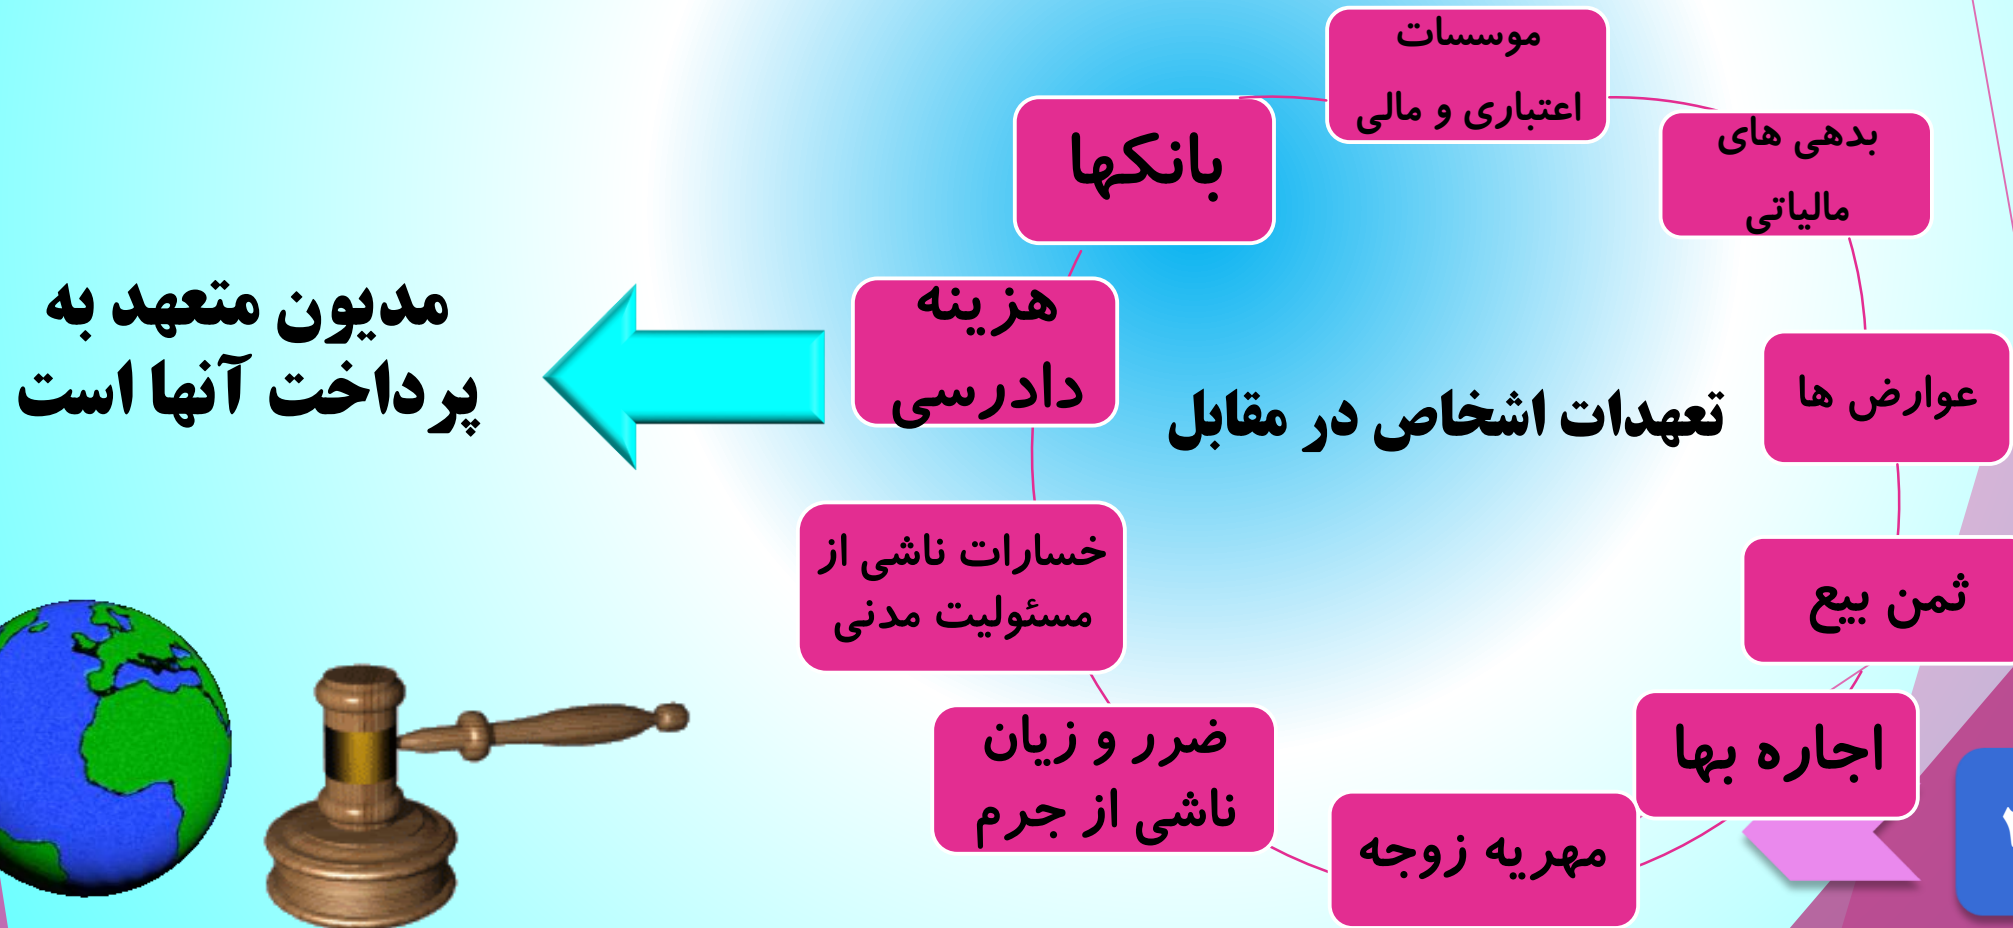 موسسات
اعتباری و مالی
بدهی های
مالیاتی
عوارض ها
ثمن بیع
اجاره بها
مهریه زوجه
ضرر و زیان
ناشی از جرم
خسارات ناشی از
مسئولیت مدنی
هزینه
دادرسی
بانکها
تعهدات اشخاص در مقابل
مدیون متعهد به
پرداخت آنها است